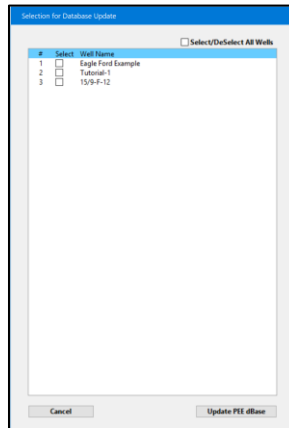 Selection for Database Update
Select/DeSelect All Wells
# Select Well Name
1 Eagle Ford Example
2 Tutorial-1
3 15/9-F-12
Cancel Update PEE dBase